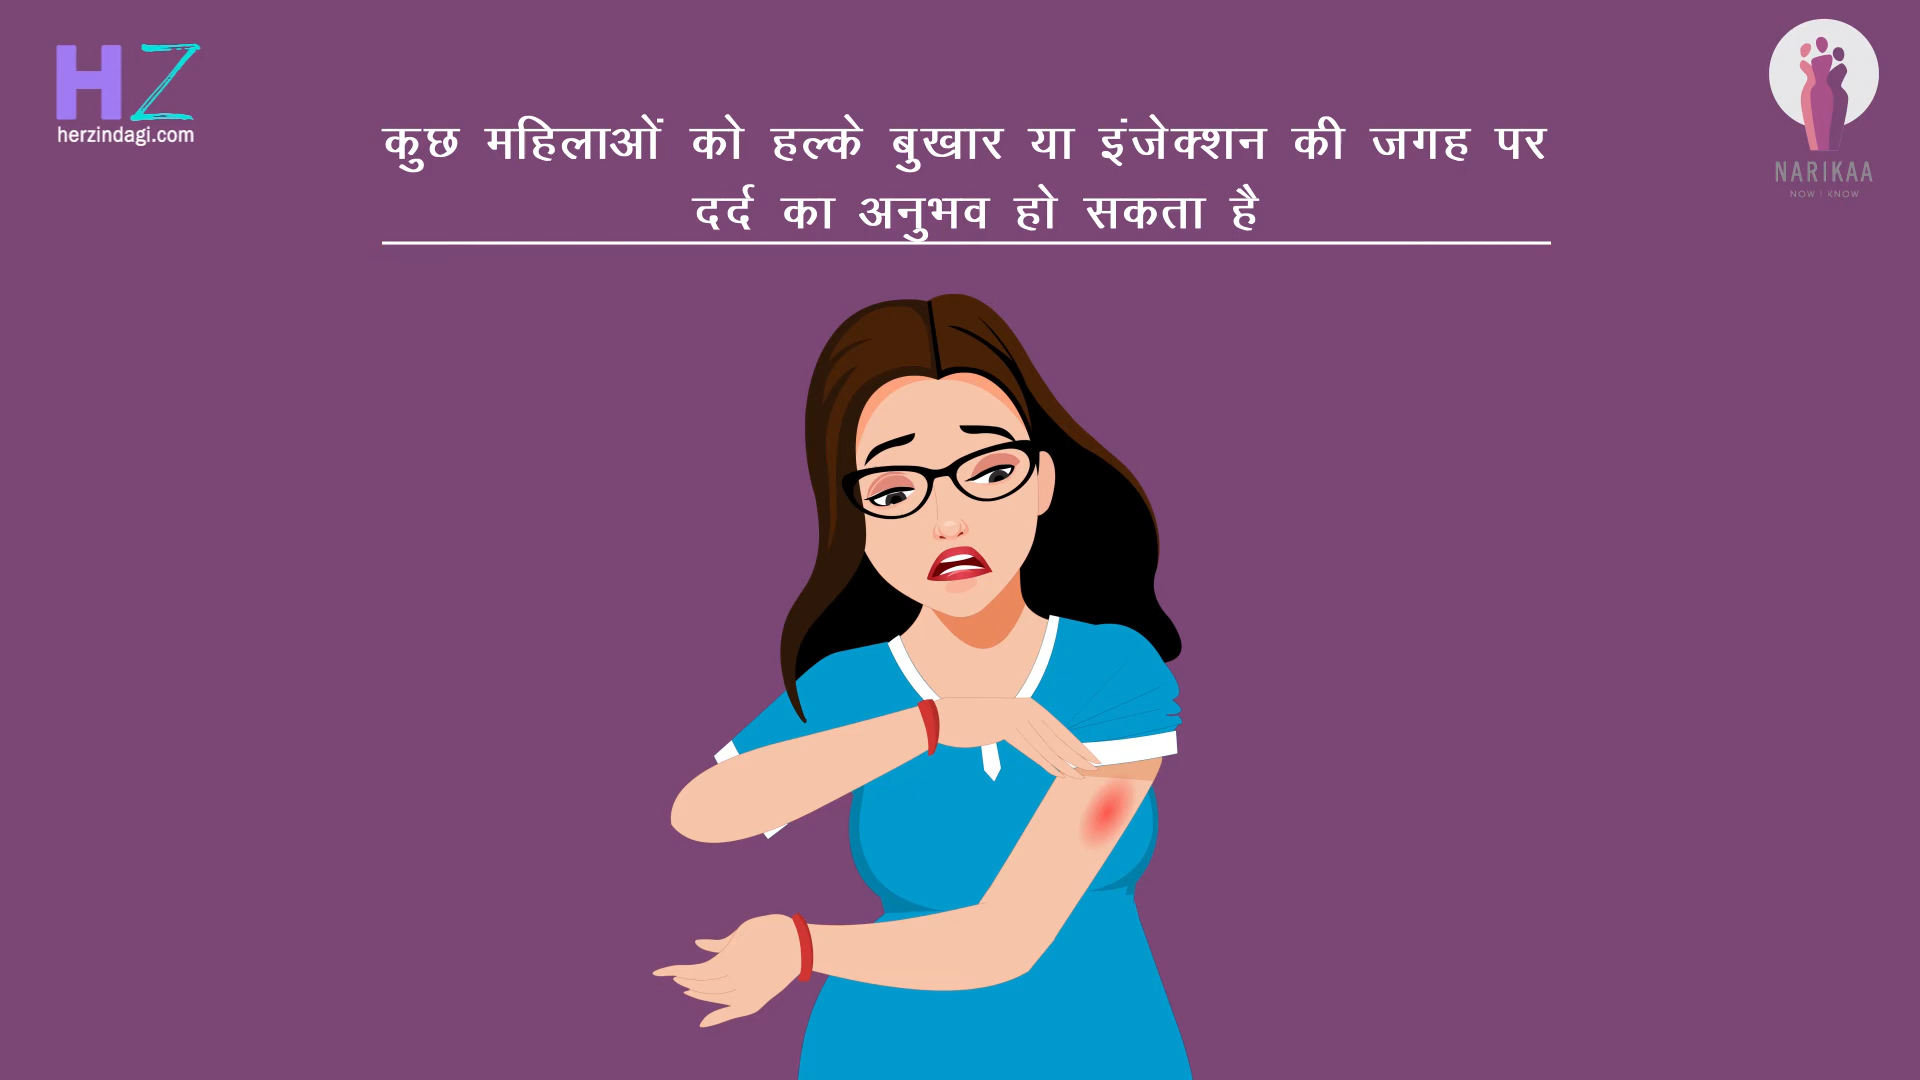 HZ
herzindagi.com
कुछ महिलाओं को हल्के बुखार या इंजेक्शन की जगह पर
दर्द का अनुभव हो सकता है
NARIKAA
NOW I KNOW